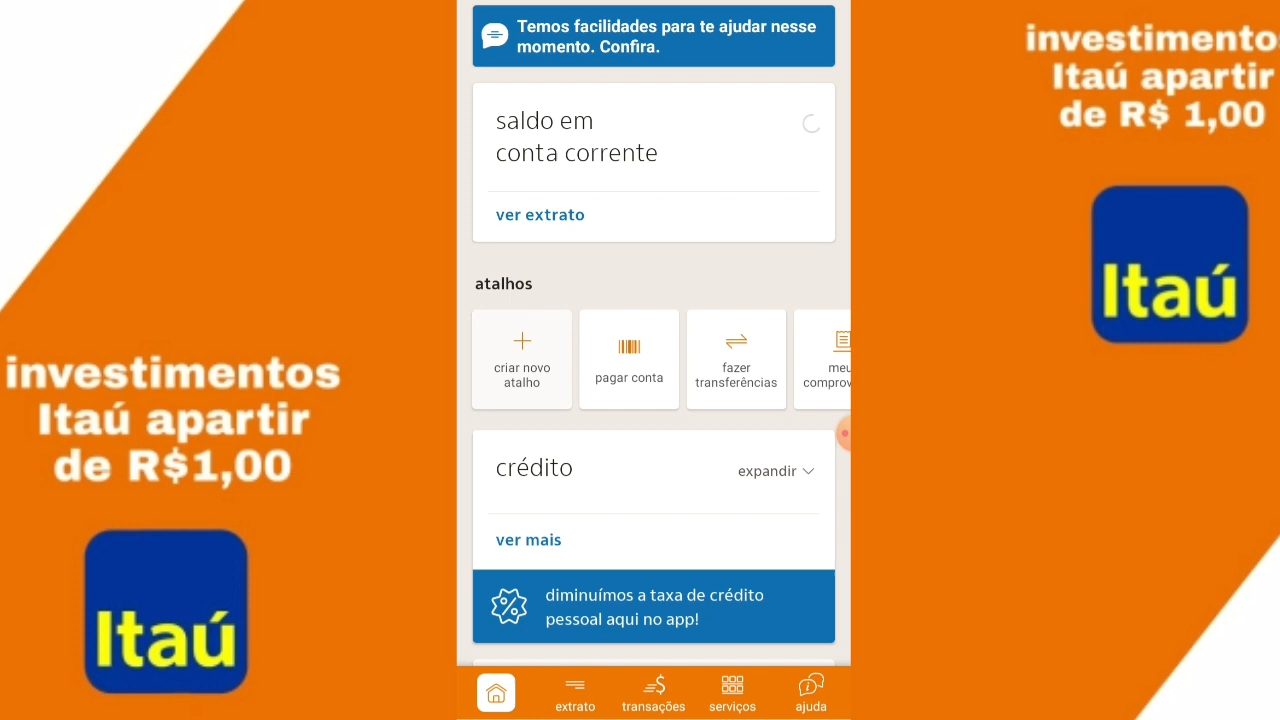 investimentos
Itaú apartir
de R$1,00
Itaú
Temos facilidades para te ajudar nesse
momento. Confira.
saldo em
conta corrente
ver extrato
atalhos
criar novo
atalho
pagar conta
fazer
transferências
crédito
expandir
ver mais
diminuímos a taxa de crédito
pessoal aqui no app!
extrato
transações
serviços
ajuda
investimento
Itaú apartir
de R$ 1,00
Itaú